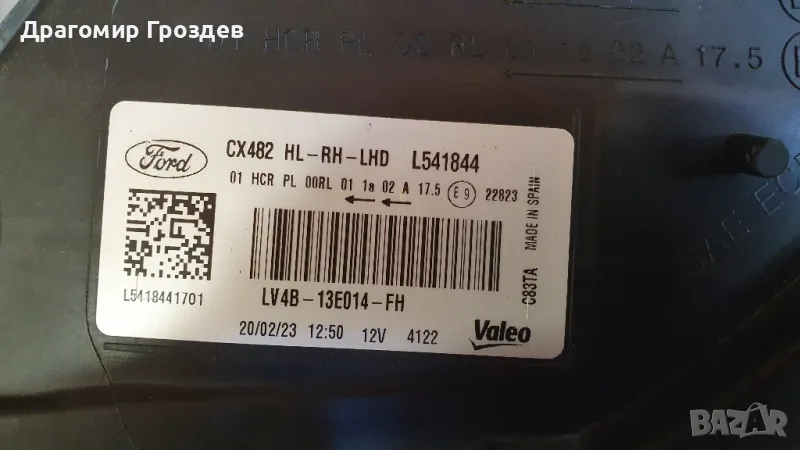 Драгомир Гроздев
01 HCR PL 00 RL 01 1a 02 A 17.5
Ford
CX482 HL-RH-LHD L541844
01 HCR PL 00RL 01 1a 02 A 17.5 E9 22823
MADE IN SPAIN
C83TA
L5418441701
LV4B-13E014-FH
20/02/23 12:50 12V 4122
Valeo
SAE
BAZAR